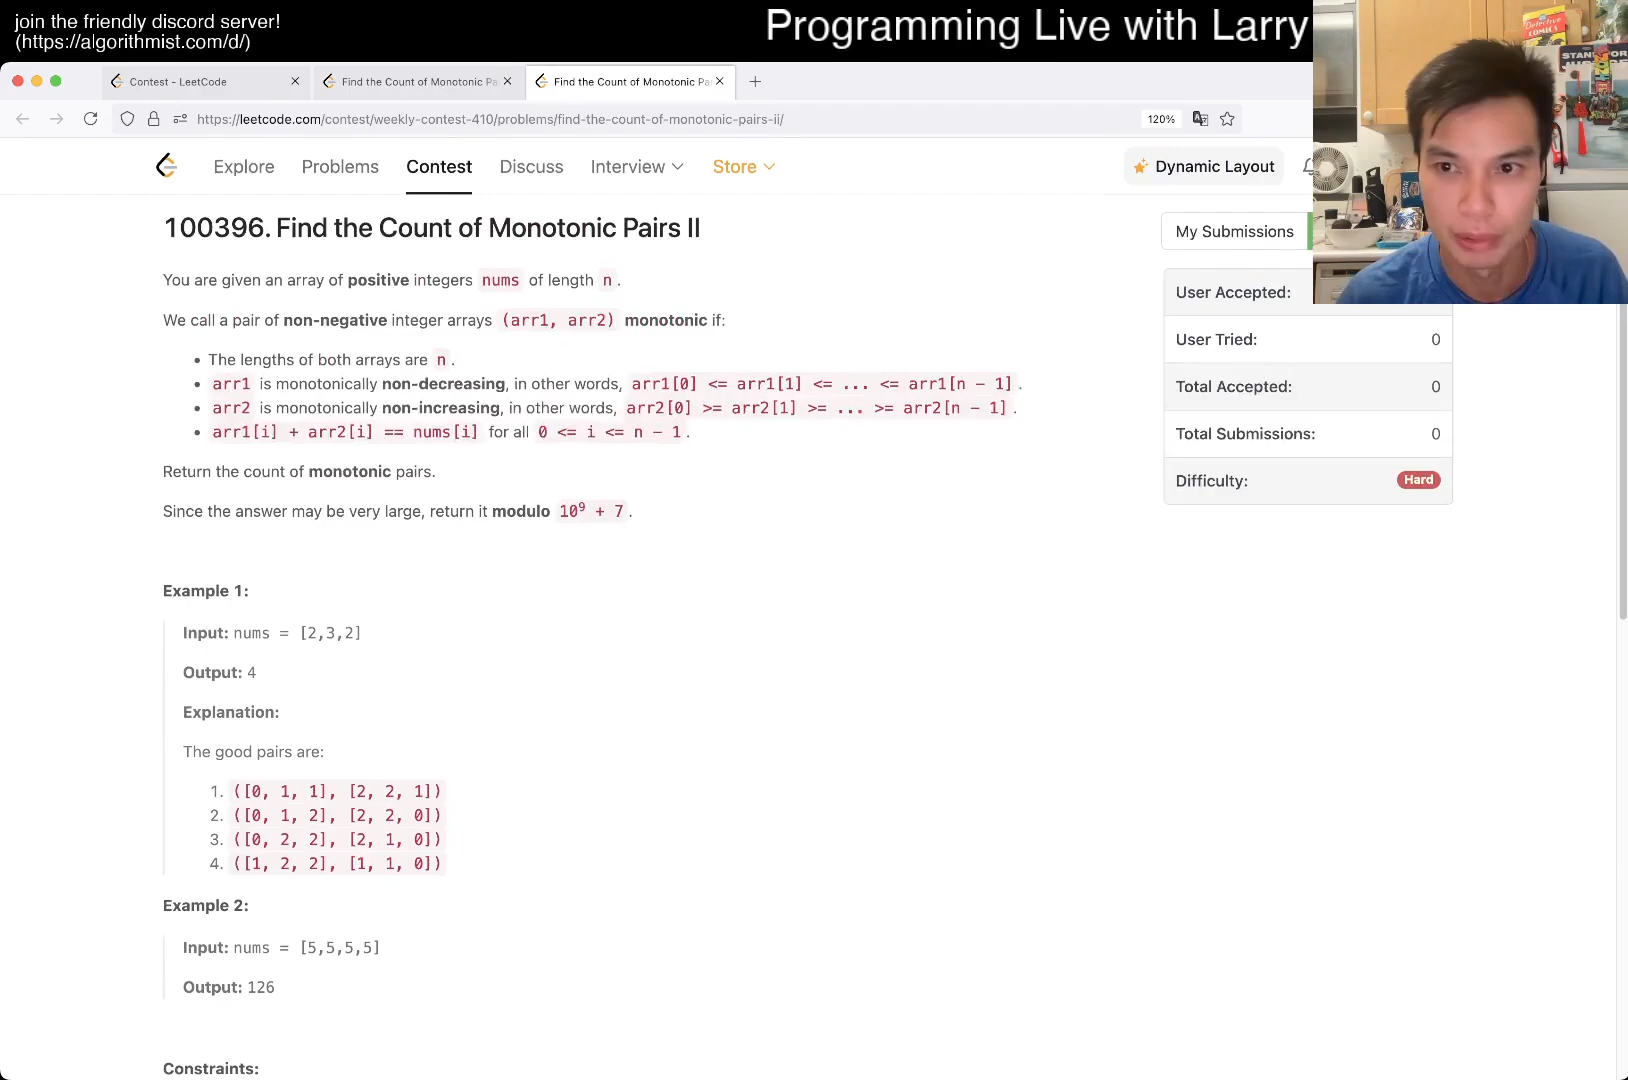 join the friendly discord server!
(https://algorithmist.com/d/)
Programming Live with Larry
Contest - LeetCode
Find the Count of Monotonic Pa
Find the Count of Monotonic Pa
https://leetcode.com/contest/weekly-contest-410/problems/find-the-count-of-monotonic-pairs-ii/
120%
Explore
Problems
Contest
Discuss
Interview
Store
Dynamic Layout
100396. Find the Count of Monotonic Pairs II
My Submissions
You are given an array of positive integers nums of length n.
We call a pair of non-negative integer arrays (arr1, arr2) monotonic if:
• The lengths of both arrays are n.
• arr1 is monotonically non-decreasing, in other words, arr1[0] <= arr1[1] <= ... <= arr1[n - 1].
• arr2 is monotonically non-increasing, in other words, arr2[0] >= arr2[1] >= ... >= arr2[n - 1].
• arr1[i] + arr2[i] == nums[i] for all 0 <= i <= n - 1.
Return the count of monotonic pairs.
Since the answer may be very large, return it modulo 10⁹ + 7.
User Accepted:
User Tried: 0
Total Accepted: 0
Total Submissions: 0
Difficulty: Hard
Example 1:
Input: nums = [2,3,2]
Output: 4
Explanation:
The good pairs are:
1. ([0, 1, 1], [2, 2, 1])
2. ([0, 1, 2], [2, 2, 0])
3. ([0, 2, 2], [2, 1, 0])
4. ([1, 2, 2], [1, 1, 0])
Example 2:
Input: nums = [5,5,5,5]
Output: 126
Constraints: